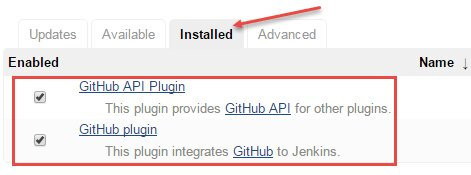 Updates Available Installed Advanced
Enabled Name ↓
GitHub API Plugin
This plugin provides GitHub API for other plugins.
GitHub plugin
This plugin integrates GitHub to Jenkins.